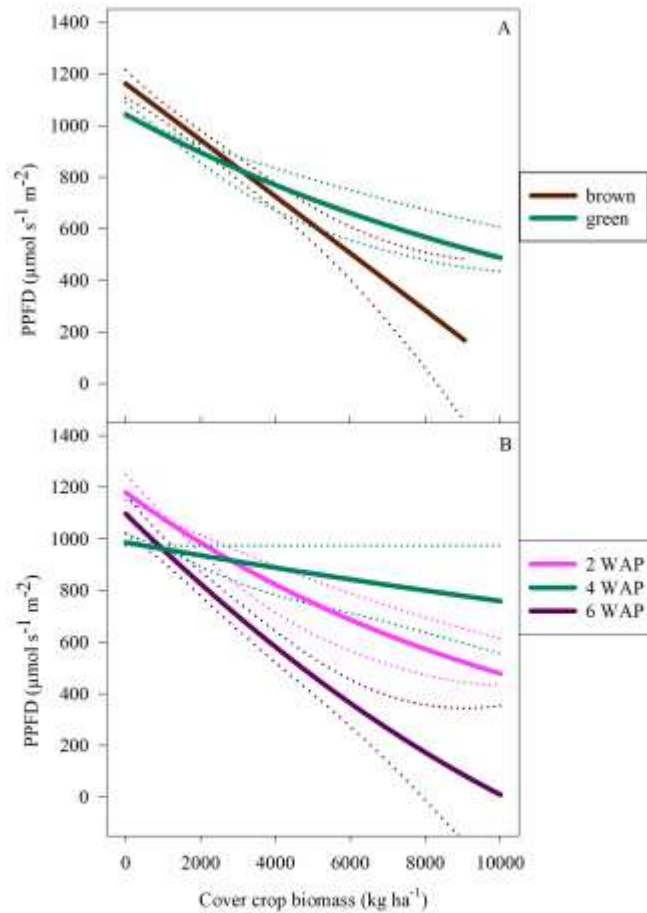 1400
A
1200
1000
800
600
400
200
0
PPFD (µmol s⁻¹ m⁻²)
brown
green
1400
B
1200
1000
800
600
400
200
0
PPFD (µmol s⁻¹ m⁻²)
2 WAP
4 WAP
6 WAP
0 2000 4000 6000 8000 10000
Cover crop biomass (kg ha⁻¹)